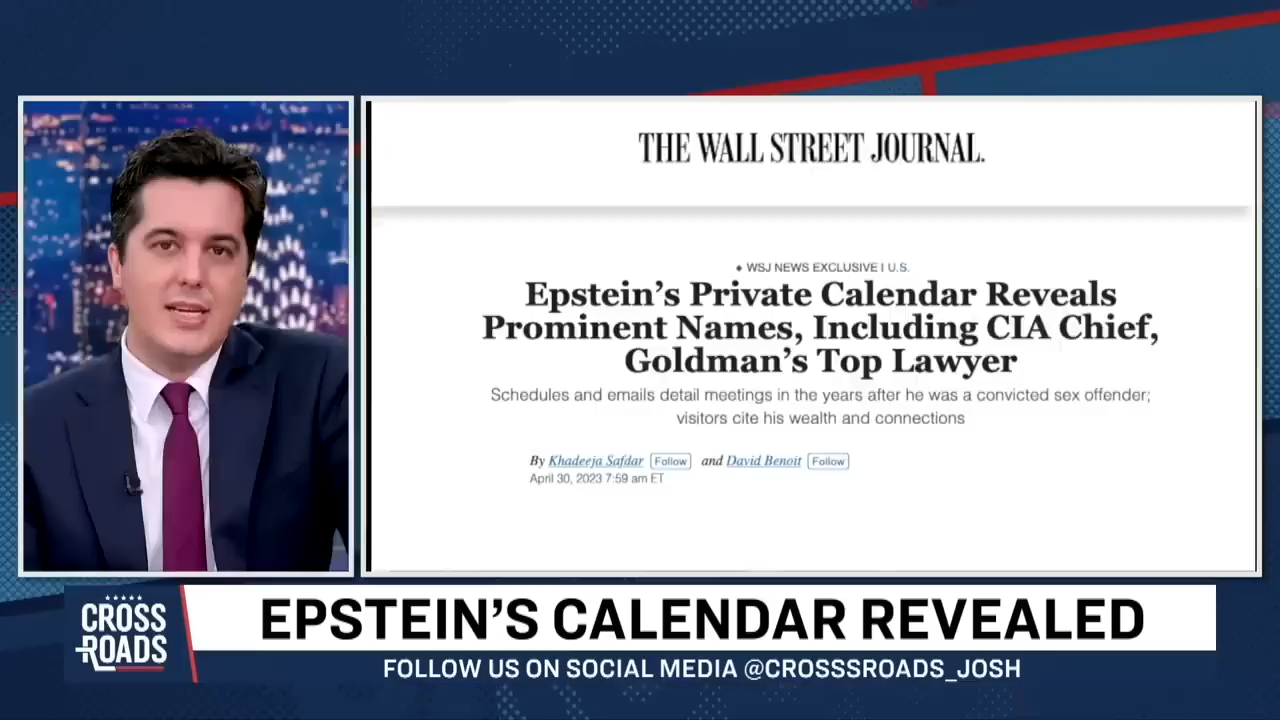 THE WALL STREET JOURNAL.
♦ WSJ NEWS EXCLUSIVE | U.S.
Epstein's Private Calendar Reveals
Prominent Names, Including CIA Chief,
Goldman's Top Lawyer
Schedules and emails detail meetings in the years after he was a convicted sex offender;
visitors cite his wealth and connections
By Khadeeja Safdar Follow and David Benoit Follow
April 30, 2023 7:59 am ET
CROSS
ROADS
EPSTEIN'S CALENDAR REVEALED
FOLLOW US ON SOCIAL MEDIA @CROSSSROADS_JOSH